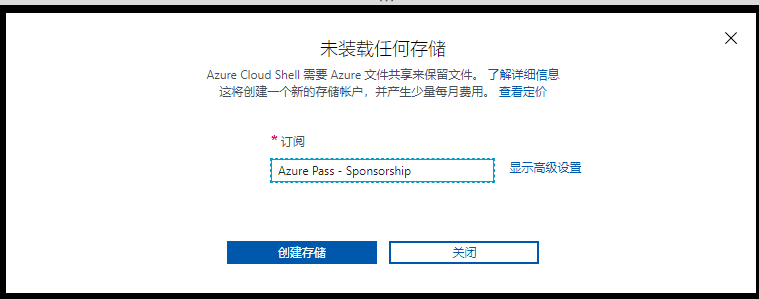 未装载任何存储
Azure Cloud Shell 需要 Azure 文件共享来保留文件。 了解详细信息
这将创建一个新的存储帐户，并产生少量每月费用。 查看定价
* 订阅
Azure Pass - Sponsorship
显示高级设置
创建存储
关闭